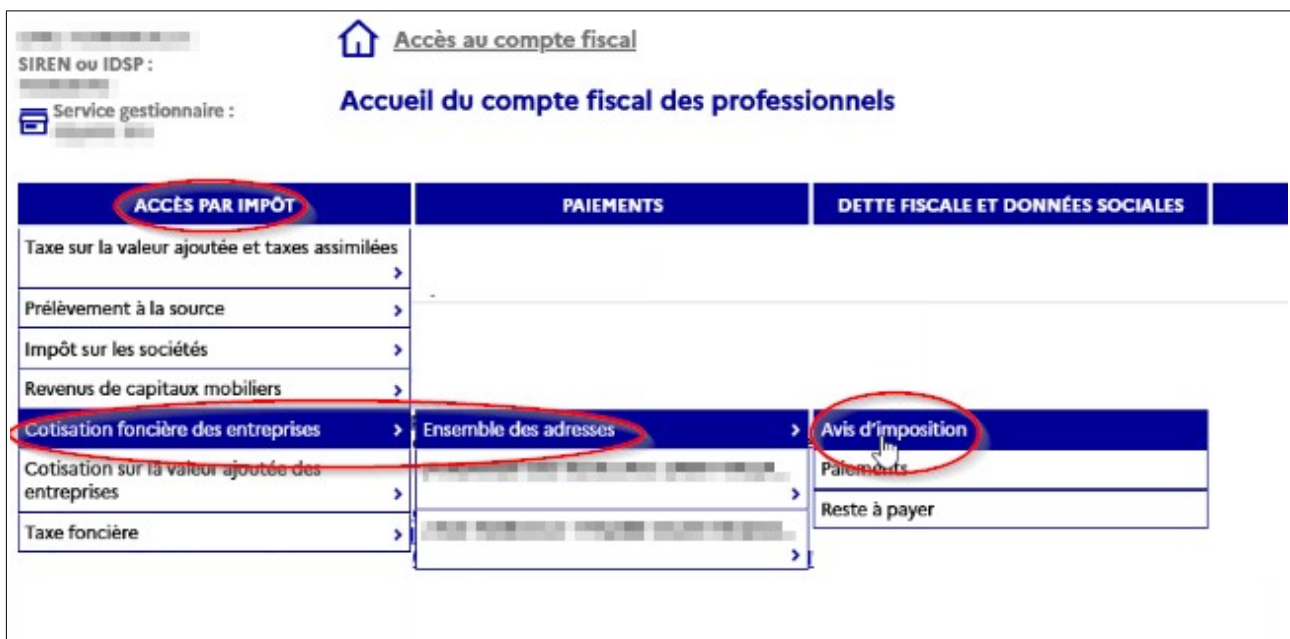 SIREN ou IDSP :
Service gestionnaire :
Accès au compte fiscal
Accueil du compte fiscal des professionnels
ACCÈS PAR IMPÔT
PAIEMENTS
DETTE FISCALE ET DONNÉES SOCIALES
Taxe sur la valeur ajoutée et taxes assimilées
Prélèvement à la source
Impôt sur les sociétés
Revenus de capitaux mobiliers
Cotisation foncière des entreprises
Ensemble des adresses
Avis d'imposition
Cotisation sur la valeur ajoutée des
entreprises
Paiements
Reste à payer
Taxe foncière